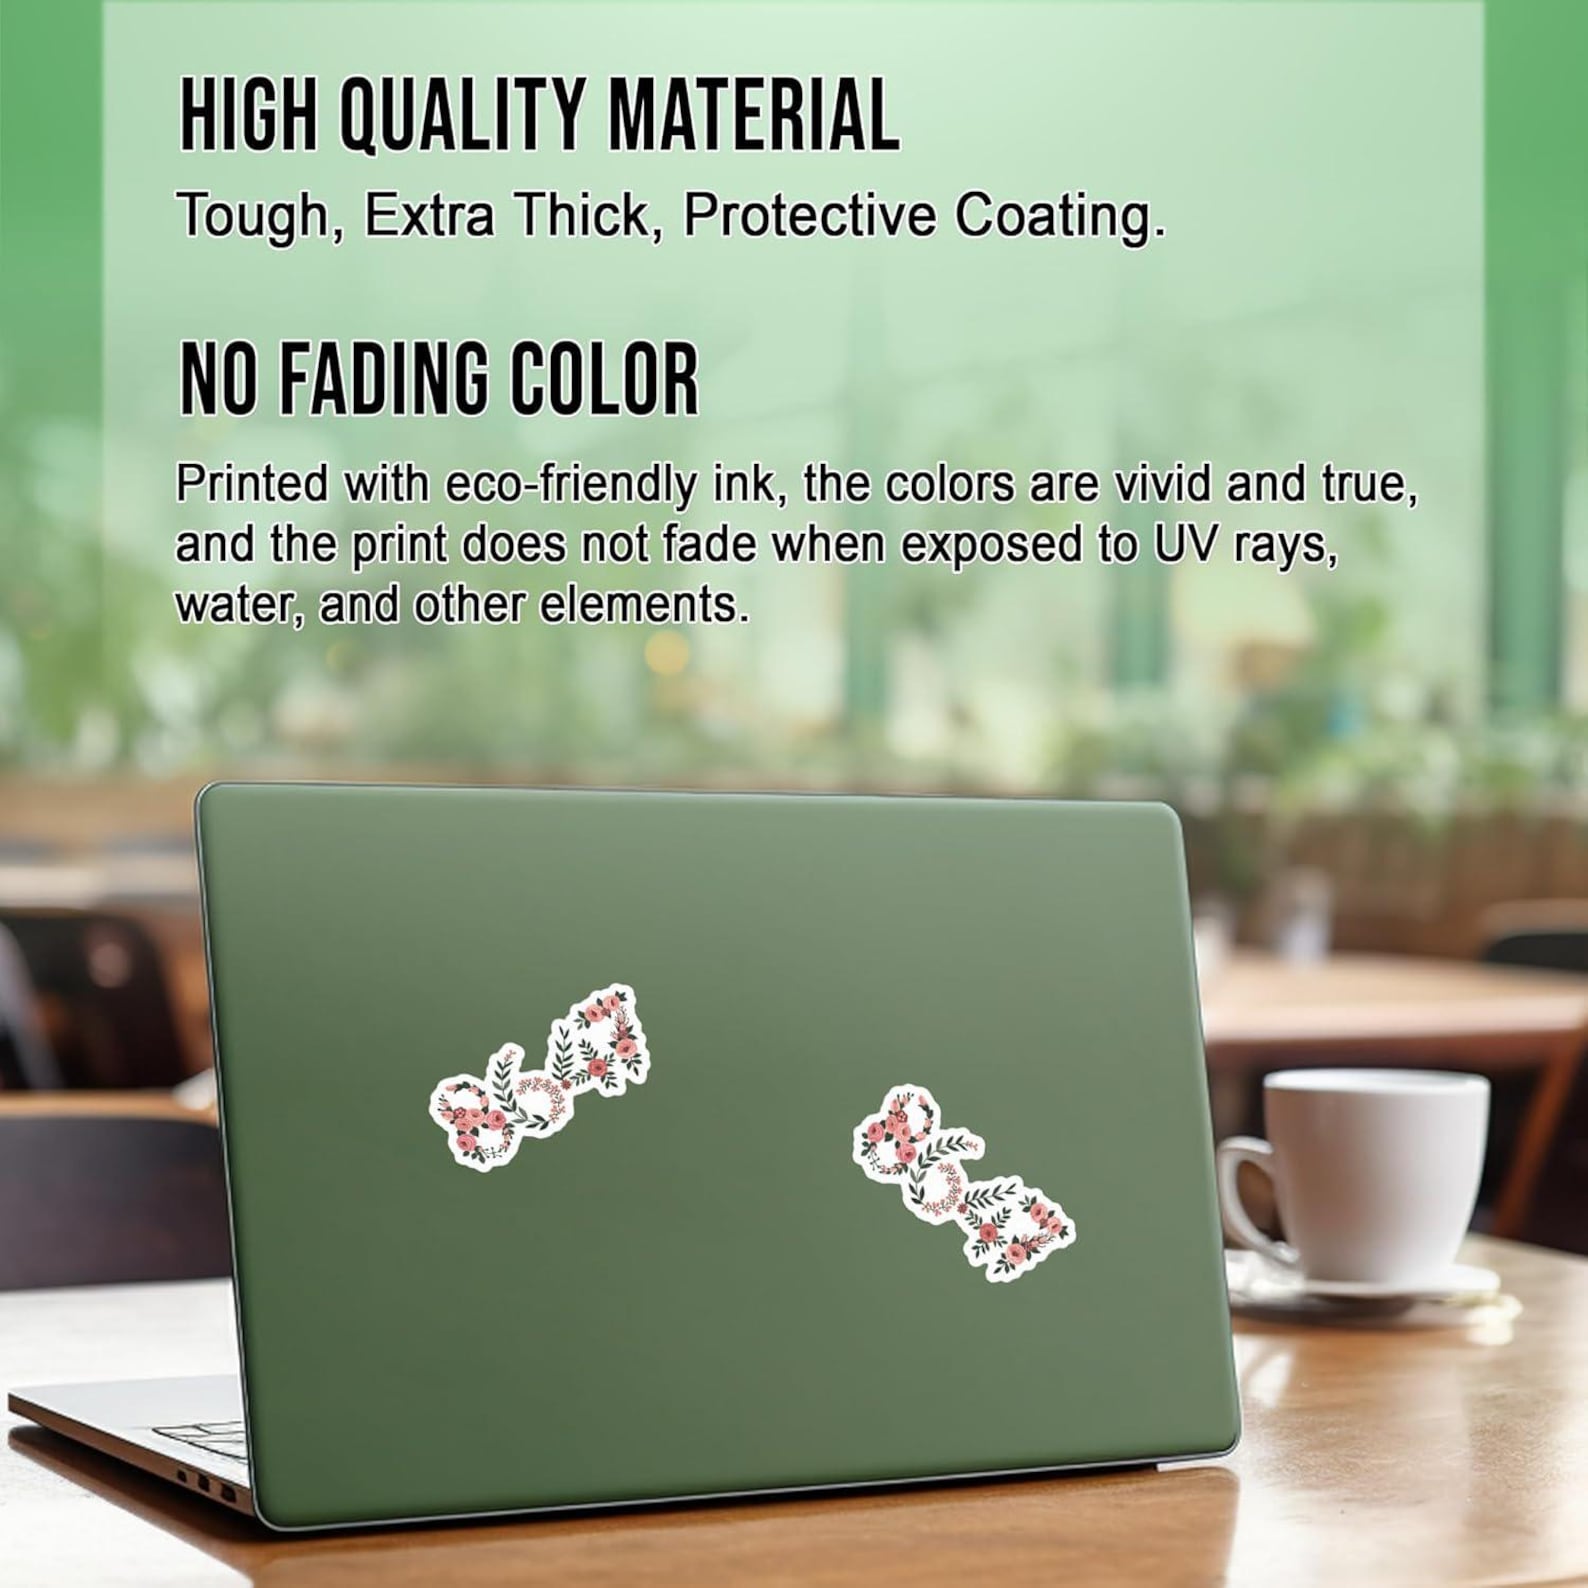 HIGH QUALITY MATERIAL
Tough, Extra Thick, Protective Coating.
NO FADING COLOR
Printed with eco-friendly ink, the colors are vivid and true,
and the print does not fade when exposed to UV rays,
water, and other elements.